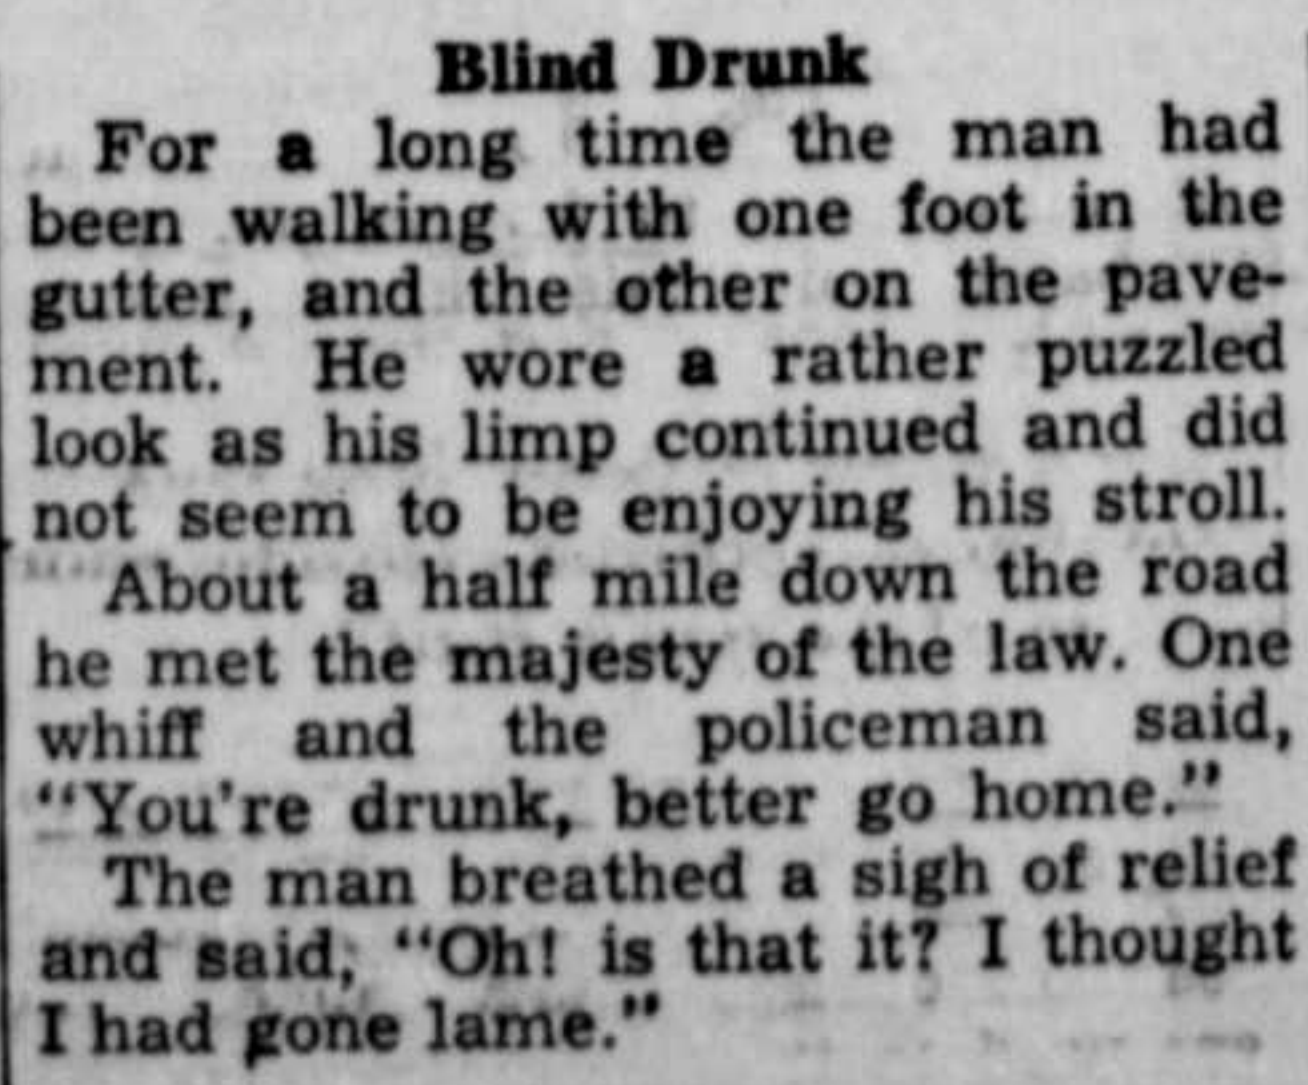 Blind Drunk
For a long time the man had
been walking with one foot in the
gutter, and the other on the pave-
ment. He wore a rather puzzled
look as his limp continued and did
not seem to be enjoying his stroll.
About a half mile down the road
he met the majesty of the law. One
whiff and the policeman said,
"You're drunk, better go home."
The man breathed a sigh of relief
and said, "Oh! is that it? I thought
I had gone lame."